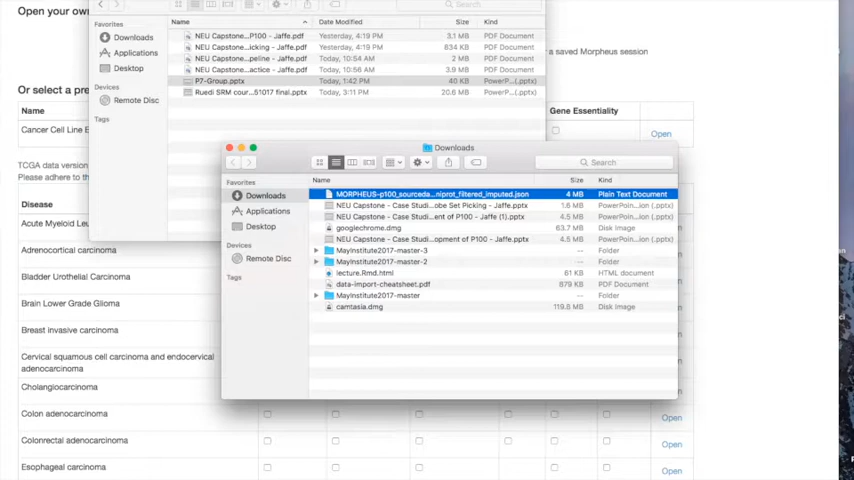 Open your own
a saved Morpheus session
Or select a pre
Name
Gene Essentiality
Cancer Cell Line E
Open
TCGA data version
Please adhere to th
Disease
Acute Myeloid Leu
Adrenocortical carcinoma
Bladder Urothelial Carcinoma
Brain Lower Grade Glioma
Breast invasive carcinoma
Cervical squamous cell carcinoma and endocervical
adenocarcinoma
Cholangiocarcinoma
Colon adenocarcinoma
Open
Colonrectal adenocarcinoma
Open
Esophageal carcinoma
Open
Search
Favorites
Downloads
Applications
Desktop
Devices
Remote Disc
Tags
Name Date Modified Size Kind
NEU Capstone...P100 - Jaffe.pdf Yesterday, 4:19 PM 3.1 MB PDF Document
NEU Capstone...icking - Jaffe.pdf Yesterday, 4:19 PM 834 KB PDF Document
NEU Capstone...peline - Jaffe.pdf Today, 10:54 AM 2 MB PDF Document
NEU Capstone...actice - Jaffe.pdf Today, 10:56 AM 3.9 MB PDF Document
P7-Group.pptx Today, 1:42 PM 40 KB PowerP...(.pptx)
Ruedi SRM cour...51017 final.pptx Today, 3:11 PM 20.6 MB PowerP...(.pptx)
Downloads
Search
Favorites
Downloads
Applications
Desktop
Devices
Remote Disc
Tags
Name Size Kind
MORPHEUS-p100_sourceda...niprot_filtered_imputed.json 4 MB Plain Text Document
NEU Capstone - Case Studi...obe Set Picking - Jaffe.pptx 1.6 MB PowerPoin...ion (.pptx)
NEU Capstone - Case Studi...ent of P100 - Jaffe (1).pptx 4.5 MB PowerPoin...ion (.pptx)
googlechrome.dmg 63.7 MB Disk Image
NEU Capstone - Case Studi...opment of P100 - Jaffe.pptx 4.5 MB PowerPoin...ion (.pptx)
MayInstitute2017-master-3 -- Folder
MayInstitute2017-master-2 -- Folder
lecture.Rmd.html 61 KB HTML document
data-import-cheatsheet.pdf 879 KB PDF Document
MayInstitute2017-master -- Folder
camtasia.dmg 119.8 MB Disk Image